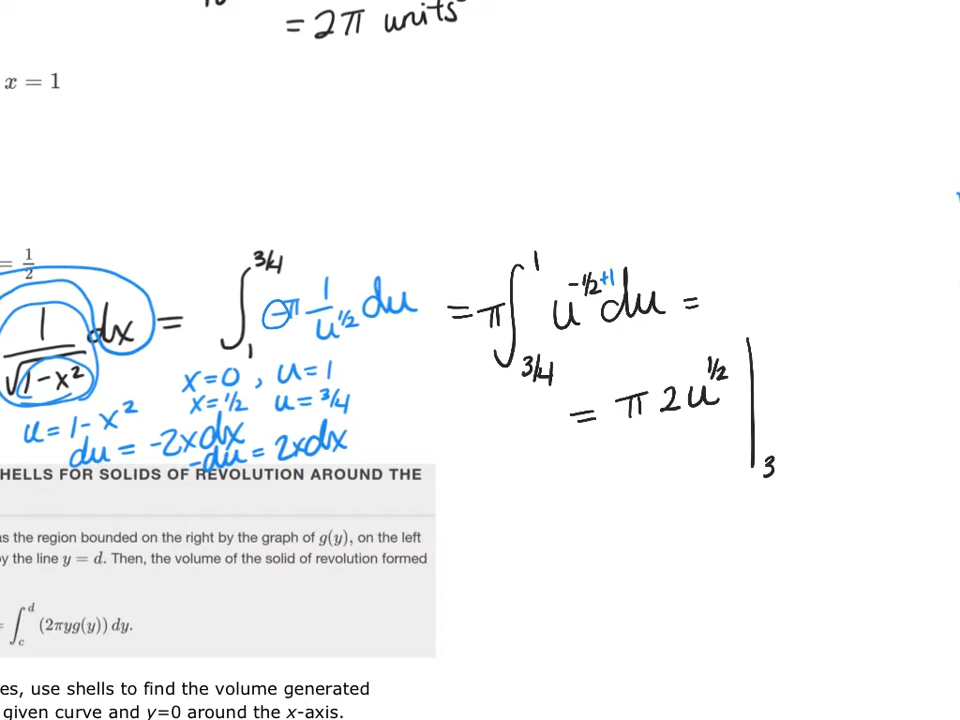 = 2π units
x = 1
= 1/2
1/√(1-x²) dx = ∫₁^{3/4} -π 1/u^{1/2} du = π ∫_{3/4}^{1} u^{-1/2+1} du =
x=0 , u=1
x=1/2 u=3/4
= π 2u^{1/2} |₃
u = 1-x²
du = -2xdx
-du = 2xdx
HELLS FOR SOLIDS OF REVOLUTION AROUND THE
s the region bounded on the right by the graph of g(y), on the left
y the line y = d. Then, the volume of the solid of revolution formed
= ∫_c^d (2πyg(y)) dy.
es, use shells to find the volume generated
given curve and y=0 around the x-axis.